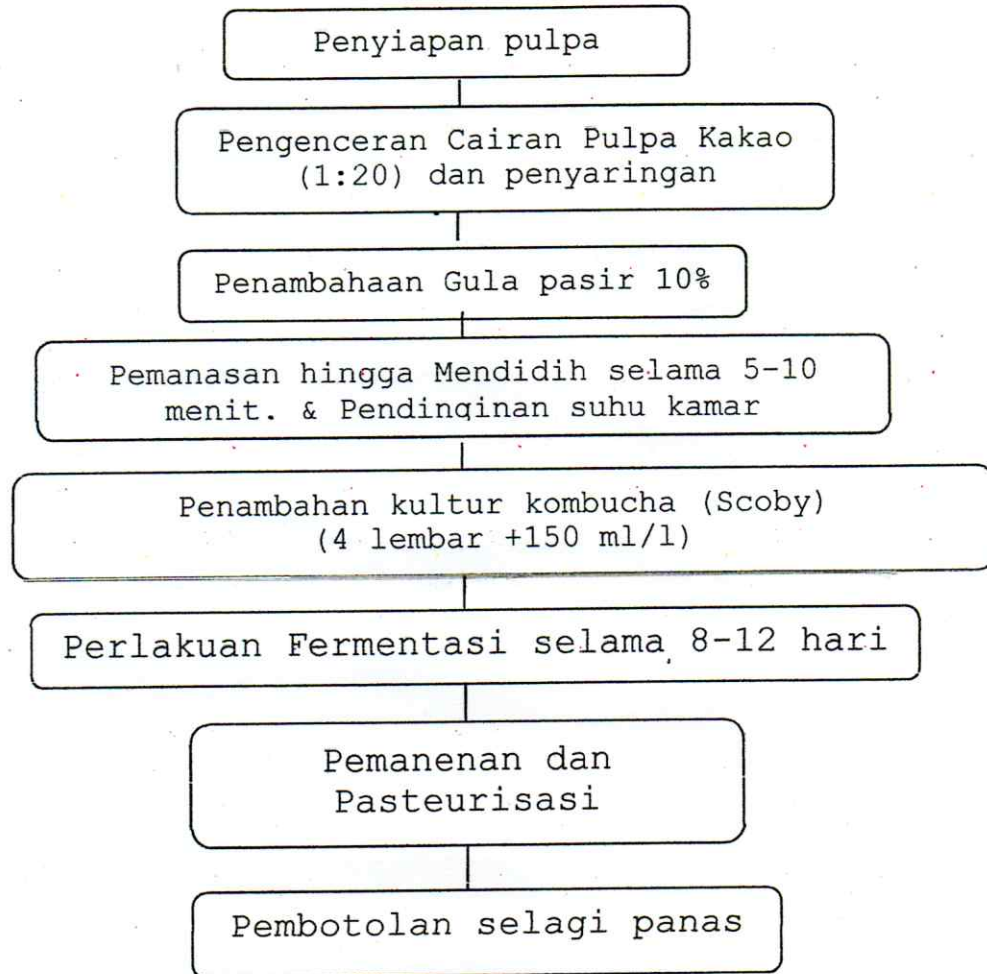 Penyiapan pulpa
Pengenceran Cairan Pulpa Kakao
(1:20) dan penyaringan
Penambahaan Gula pasir 10%
Pemanasan hingga Mendidih selama 5-10
menit. & Pendinginan suhu kamar
Penambahan kultur kombucha (Scoby)
(4 lembar +150 ml/l)
Perlakuan Fermentasi selama 8-12 hari
Pemanenan dan
Pasteurisasi
Pembotolan selagi panas